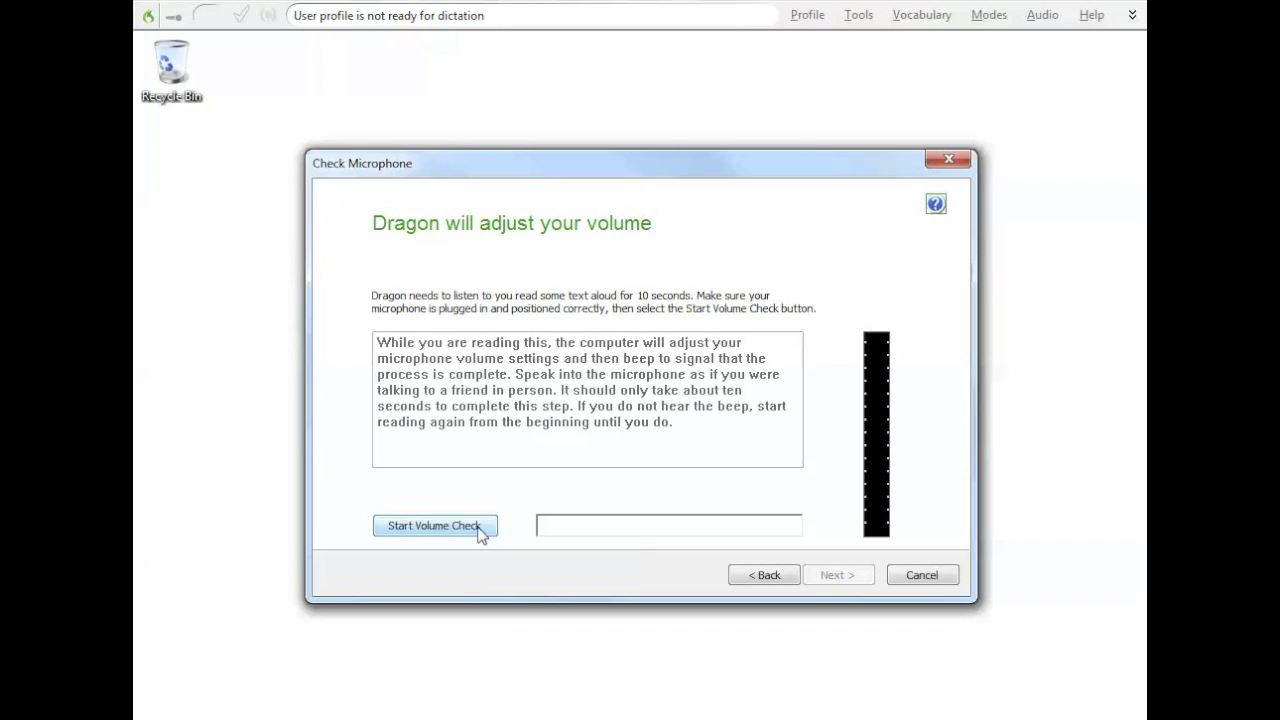 User profile is not ready for dictation
Profile Tools Vocabulary Modes Audio Help
Recycle Bin
Check Microphone
Dragon will adjust your volume
Dragon needs to listen to you read some text aloud for 10 seconds. Make sure your
microphone is plugged in and positioned correctly, then select the Start Volume Check button.
While you are reading this, the computer will adjust your
microphone volume settings and then beep to signal that the
process is complete. Speak into the microphone as if you were
talking to a friend in person. It should only take about ten
seconds to complete this step. If you do not hear the beep, start
reading again from the beginning until you do.
Start Volume Check
< Back Next > Cancel